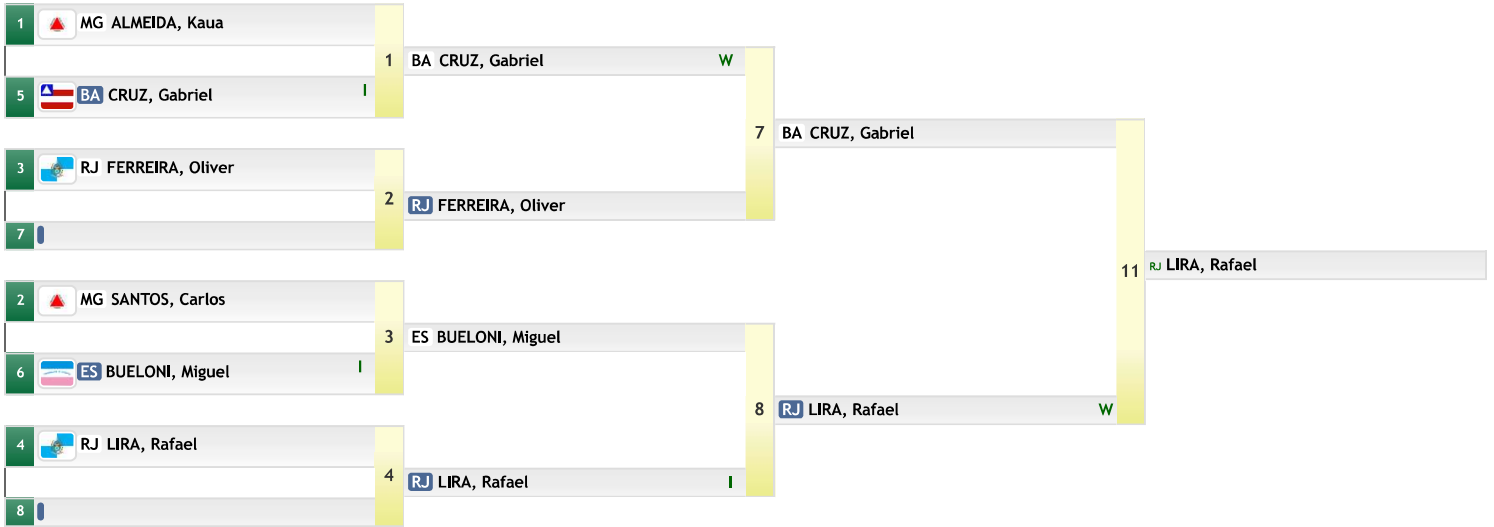 1 MG ALMEIDA, Kaua
5 BA CRUZ, Gabriel I
1
3 RJ FERREIRA, Oliver
7
2
2 MG SANTOS, Carlos
6 ES BUELONI, Miguel I
3
4 RJ LIRA, Rafael
8
4
BA CRUZ, Gabriel W
RJ FERREIRA, Oliver
7
ES BUELONI, Miguel
RJ LIRA, Rafael I
8
BA CRUZ, Gabriel
RJ LIRA, Rafael W
11
RJ LIRA, Rafael